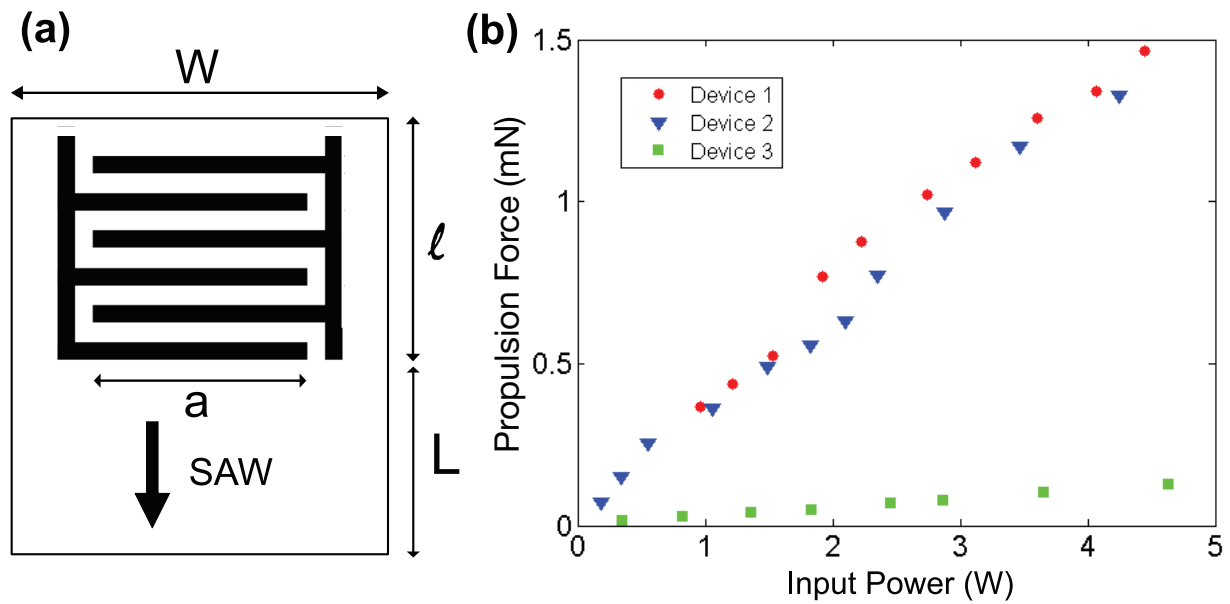 (a)
W
ℓ
a
L
SAW
(b)
Propulsion Force (mN)
1.5
1
0.5
0
Device 1
Device 2
Device 3
0 1 2 3 4 5
Input Power (W)